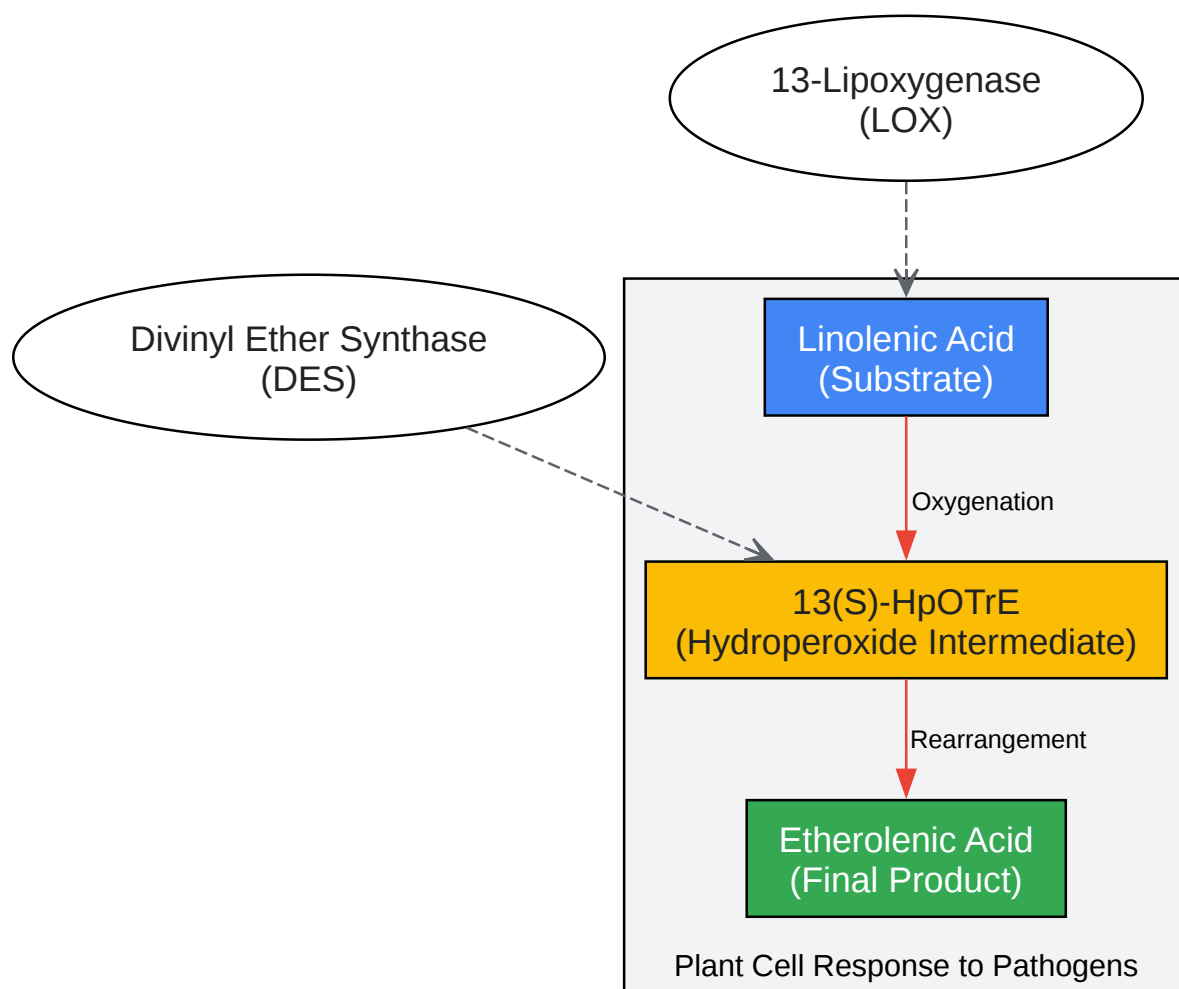 13-Lipoxygenase
(LOX)
Divinyl Ether Synthase
(DES)
Linolenic Acid
(Substrate)
Oxygenation
13(S)-HpOTrE
(Hydroperoxide Intermediate)
Rearrangement
Etherolenic Acid
(Final Product)
Plant Cell Response to Pathogens